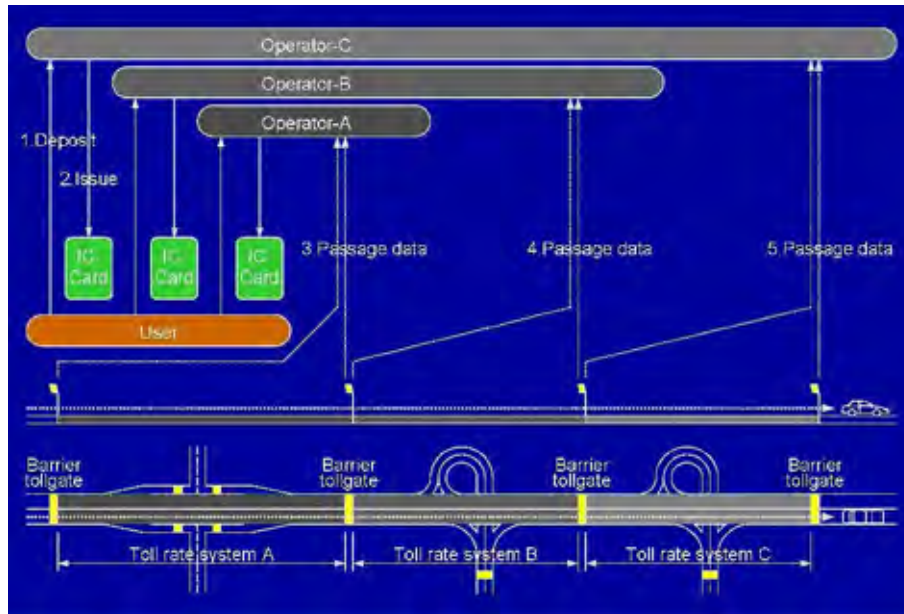 Operator-C
Operator-B
Operator-A
1.Deposit
2.Issue
IC
Card
IC
Card
IC
Card
3.Passage data
4.Passage data
5.Passage data
User
Barrier
tollgate
Barrier
tollgate
Barrier
tollgate
Barrier
tollgate
Toll rate system A
Toll rate system B
Toll rate system C